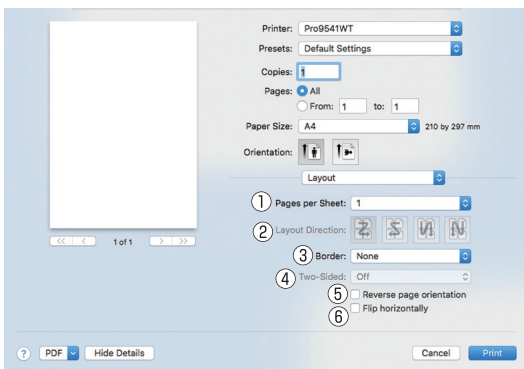 Printer: Pro9541WT
Presets: Default Settings
Copies: 1
Pages: All
From: 1 to: 1
Paper Size: A4 210 by 297 mm
Orientation:
Layout
① Pages per Sheet: 1
② Layout Direction:
<< < 1 of 1 > >>
③ Border: None
④ Two-Sided: Off
⑤ Reverse page orientation
⑥ Flip horizontally
? PDF Hide Details Cancel Print